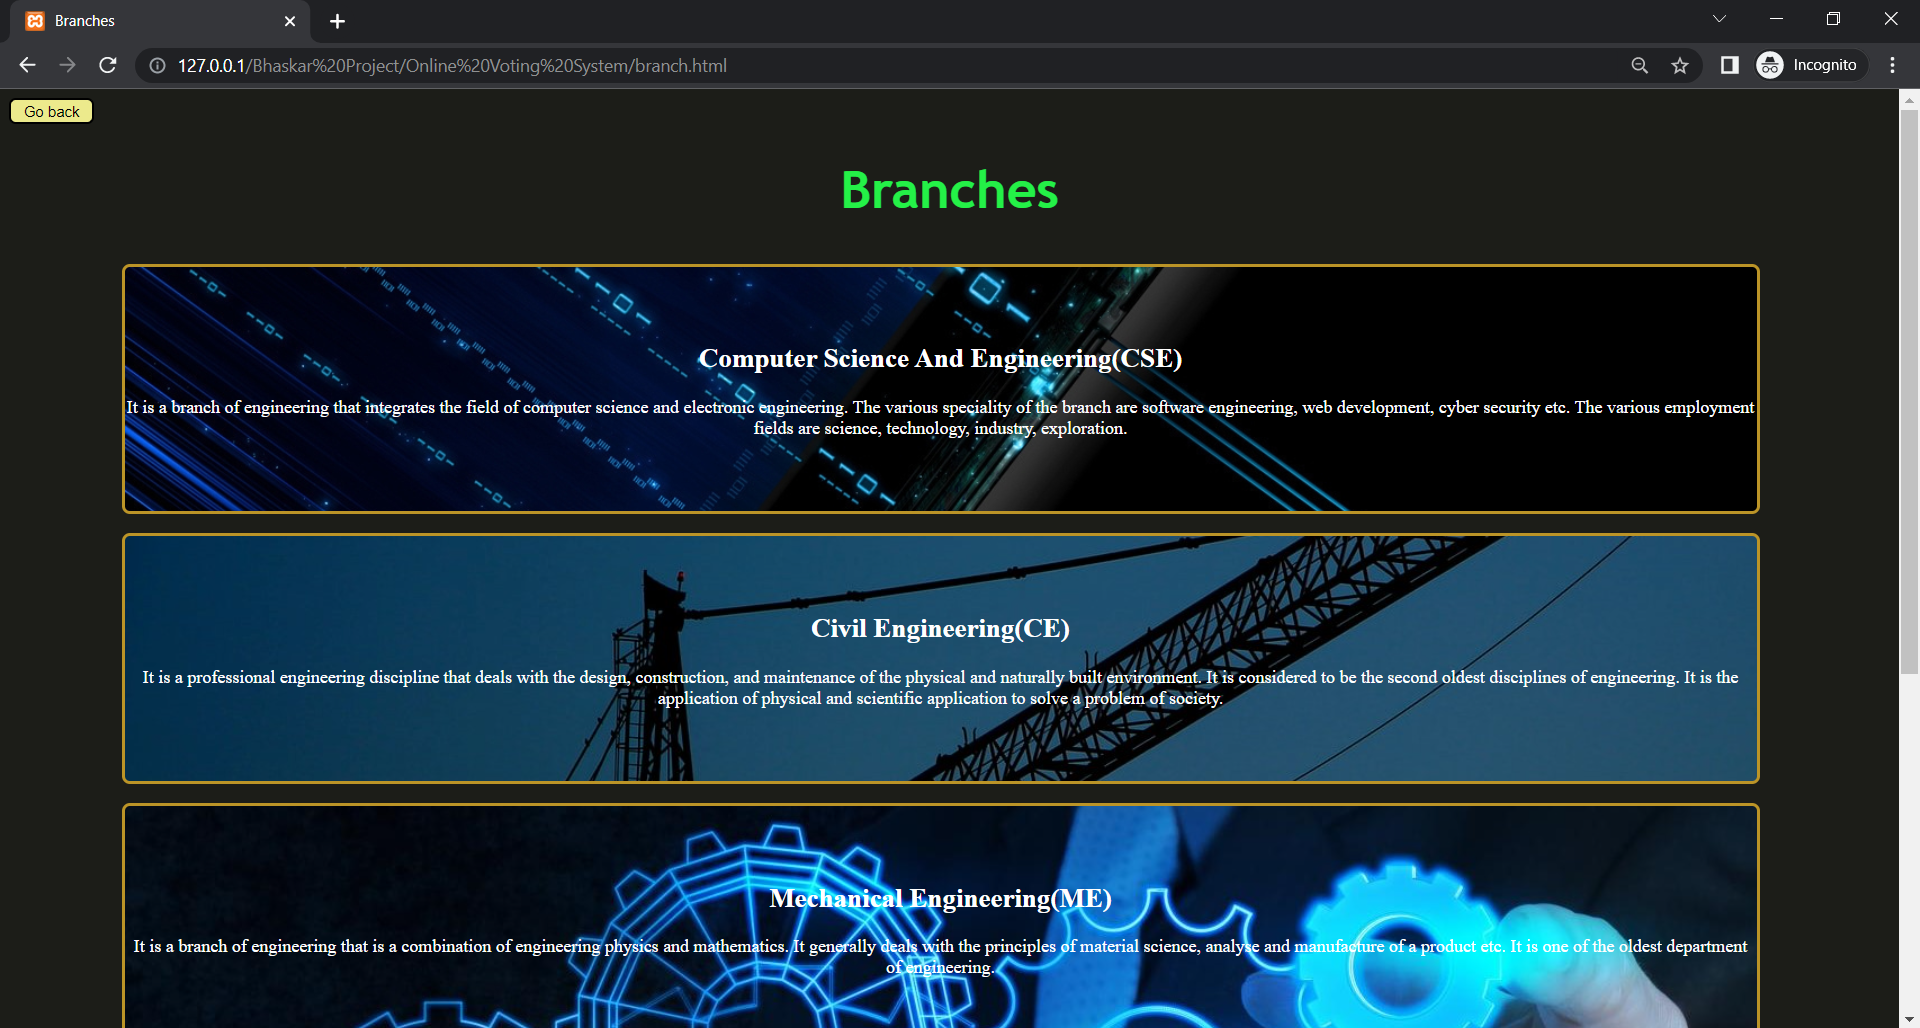 Branches
127.0.0.1/Bhaskar%20Project/Online%20Voting%20System/branch.html
Incognito
Go back
Branches
Computer Science And Engineering(CSE)
It is a branch of engineering that integrates the field of computer science and electronic engineering. The various speciality of the branch are software engineering, web development, cyber security etc. The various employment
fields are science, technology, industry, exploration.
Civil Engineering(CE)
It is a professional engineering discipline that deals with the design, construction, and maintenance of the physical and naturally built environment. It is considered to be the second oldest disciplines of engineering. It is the
application of physical and scientific application to solve a problem of society.
Mechanical Engineering(ME)
It is a branch of engineering that is a combination of engineering physics and mathematics. It generally deals with the principles of material science, analyse and manufacture of a product etc. It is one of the oldest department
of engineering.